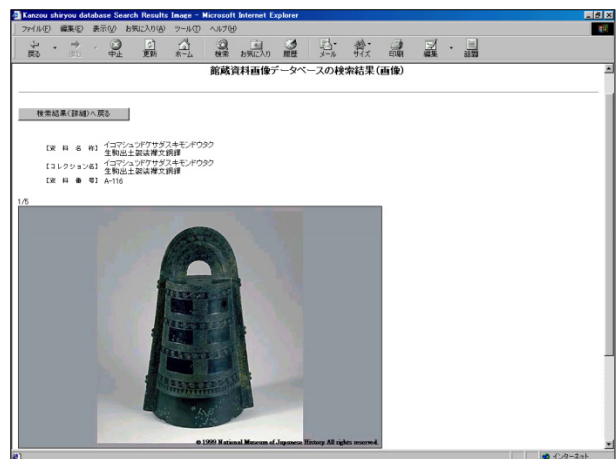 Kanzou shiryou database Search Results Image - Microsoft Internet Explorer
ファイル(F) 編集(E) 表示(V) お気に入り(A) ツール(T) ヘルプ(H)
戻る 中止 更新 ホーム 検索 お気に入り 履歴 メール サイズ 印刷 編集
館蔵資料画像データベースの検索結果(画像)
検索結果(詳細)へ戻る
【資 料 名 称】 イコマシュツドケサダスキモンドウタク
生駒出土袈裟襷文銅鐸
【コレクション名】 イコマシュツドケサダスキモンドウタク
生駒出土袈裟襷文銅鐸
【資 料 番 号】 A-116
1/5
© 1999 National Museum of Japanese History All rights reserved.
インターネット